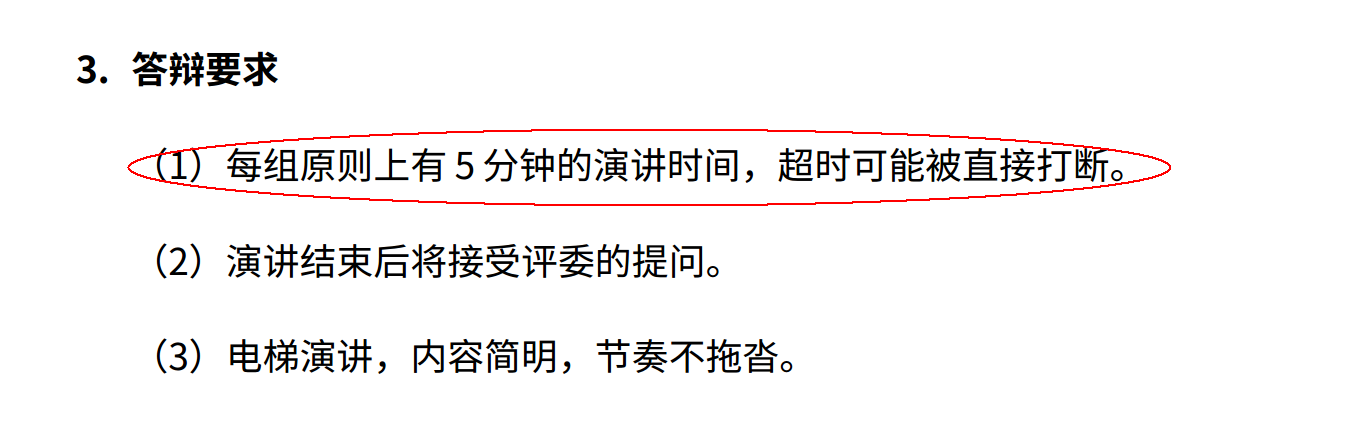 3. 答辩要求
（1）每组原则上有 5 分钟的演讲时间，超时可能被直接打断。
（2）演讲结束后将接受评委的提问。
（3）电梯演讲，内容简明，节奏不拖沓。